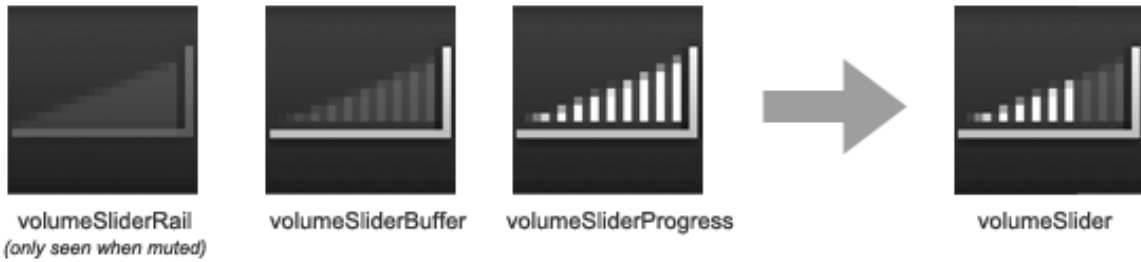 volumeSliderRail
(only seen when muted)
volumeSliderBuffer
volumeSliderProgress
volumeSlider